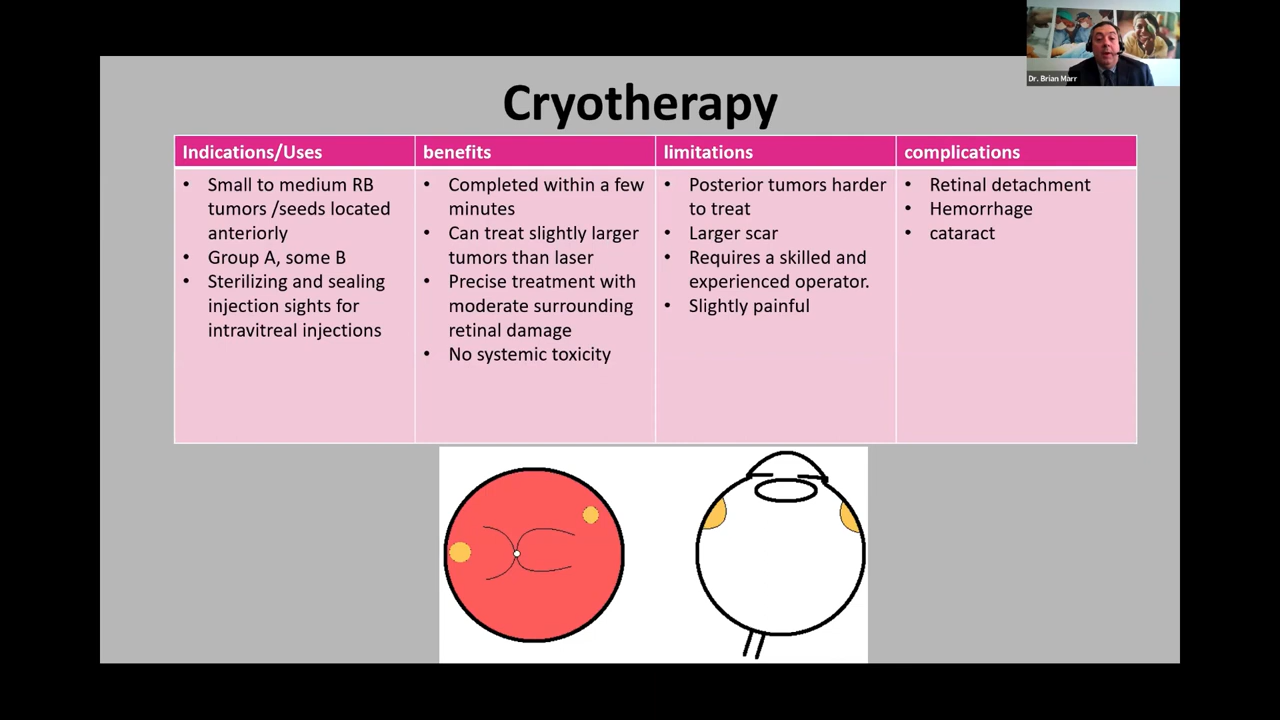 Dr. Brian Marr
Cryotherapy
Indications/Uses
• Small to medium RB
tumors /seeds located
anteriorly
• Group A, some B
• Sterilizing and sealing
injection sights for
intravitreal injections
benefits
• Completed within a few
minutes
• Can treat slightly larger
tumors than laser
• Precise treatment with
moderate surrounding
retinal damage
• No systemic toxicity
limitations
• Posterior tumors harder
to treat
• Larger scar
• Requires a skilled and
experienced operator.
• Slightly painful
complications
• Retinal detachment
• Hemorrhage
• cataract